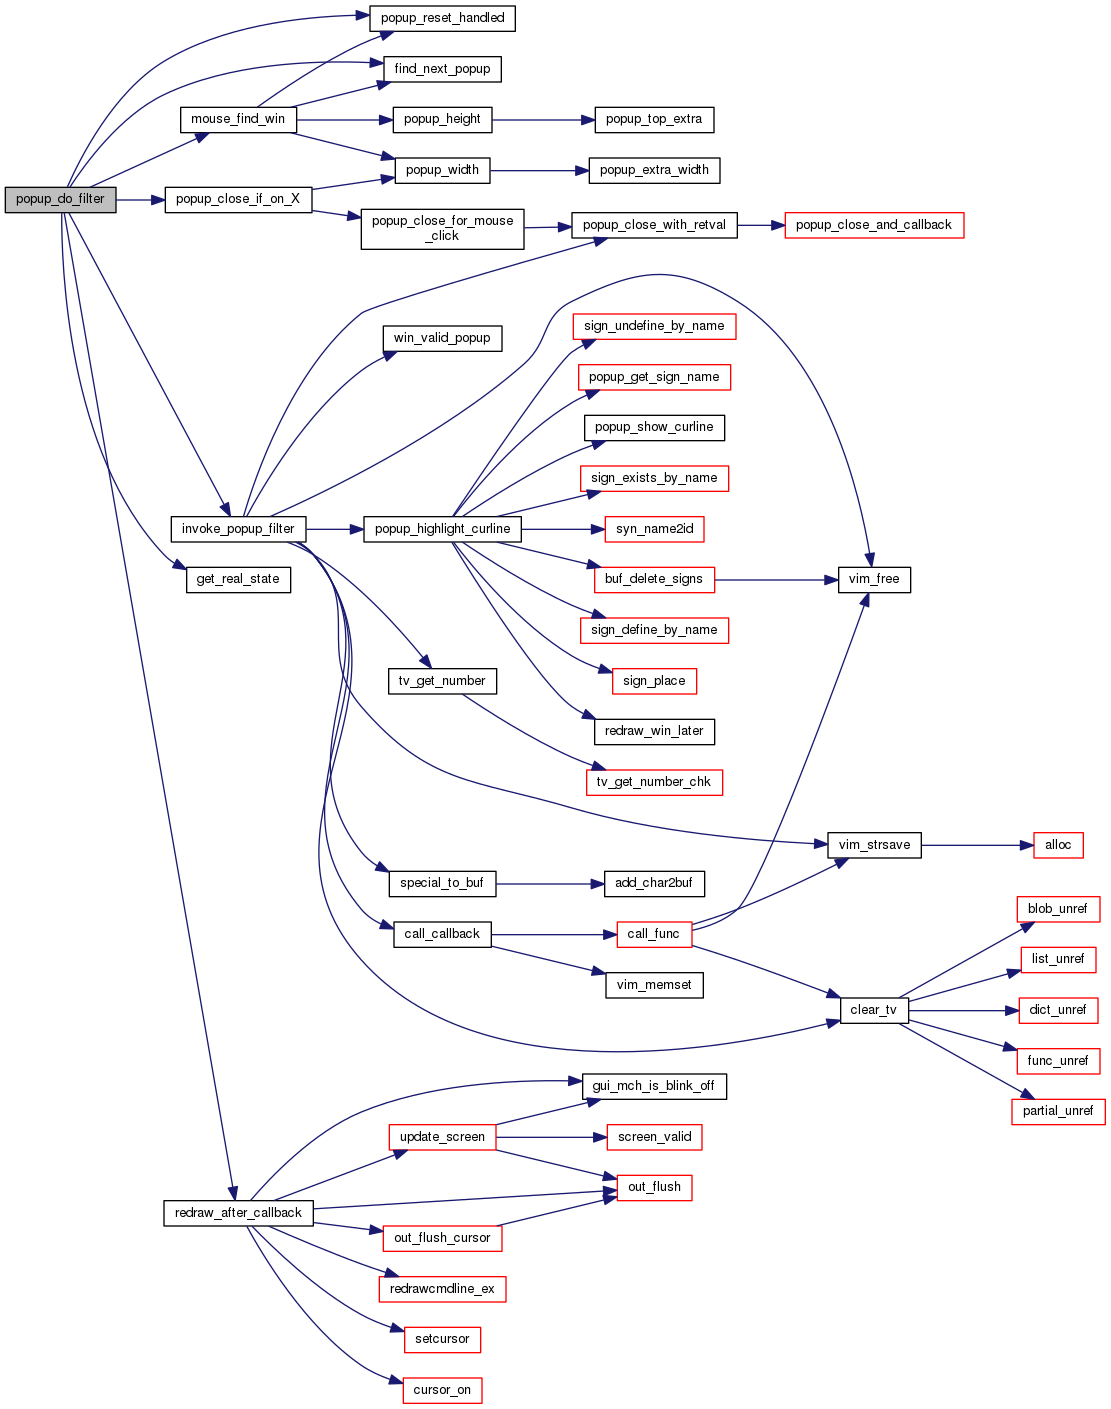 popup_reset_handled
find_next_popup
mouse_find_win
popup_height
popup_top_extra
popup_width
popup_extra_width
popup_do_filter
popup_close_if_on_X
popup_close_for_mouse
_click
popup_close_with_retval
popup_close_and_callback
sign_undefine_by_name
win_valid_popup
popup_get_sign_name
popup_show_curline
sign_exists_by_name
invoke_popup_filter
popup_highlight_curline
syn_name2id
get_real_state
buf_delete_signs
vim_free
sign_define_by_name
tv_get_number
sign_place
redraw_win_later
tv_get_number_chk
vim_strsave
alloc
special_to_buf
add_char2buf
blob_unref
call_callback
call_func
list_unref
vim_memset
clear_tv
dict_unref
func_unref
gui_mch_is_blink_off
partial_unref
update_screen
screen_valid
out_flush
redraw_after_callback
out_flush_cursor
redrawcmdline_ex
setcursor
cursor_on